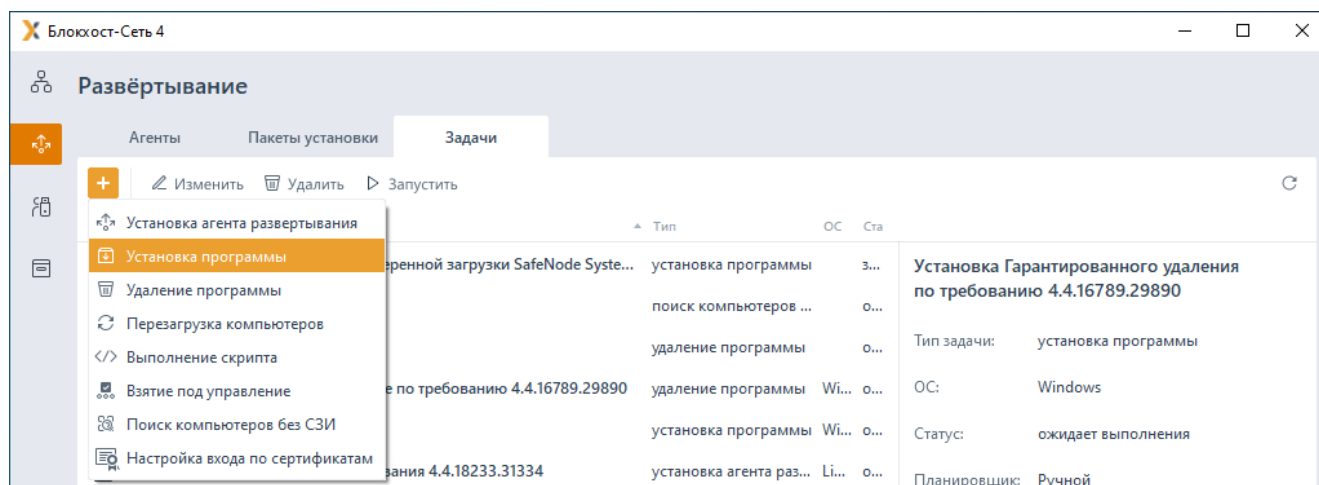 Блокхост-Сеть 4
Развёртывание
Агенты Пакеты установки Задачи
Изменить Удалить Запустить
Установка агента развертывания
Установка программы
Удаление программы
Перезагрузка компьютеров
Выполнение скрипта
Взятие под управление
Поиск компьютеров без СЗИ
Настройка входа по сертификатам
Тип ОС Ста
еренной загрузки SafeNode Syste... установка программы з...
поиск компьютеров ... о...
удаление программы о...
е по требованию 4.4.16789.29890 удаление программы Wi... о...
установка программы Wi... о...
вания 4.4.18233.31334 установка агента раз... Li... о...
Установка Гарантированного удаления
по требованию 4.4.16789.29890
Тип задачи: установка программы
ОС: Windows
Статус: ожидает выполнения
Планировщик: Ручной